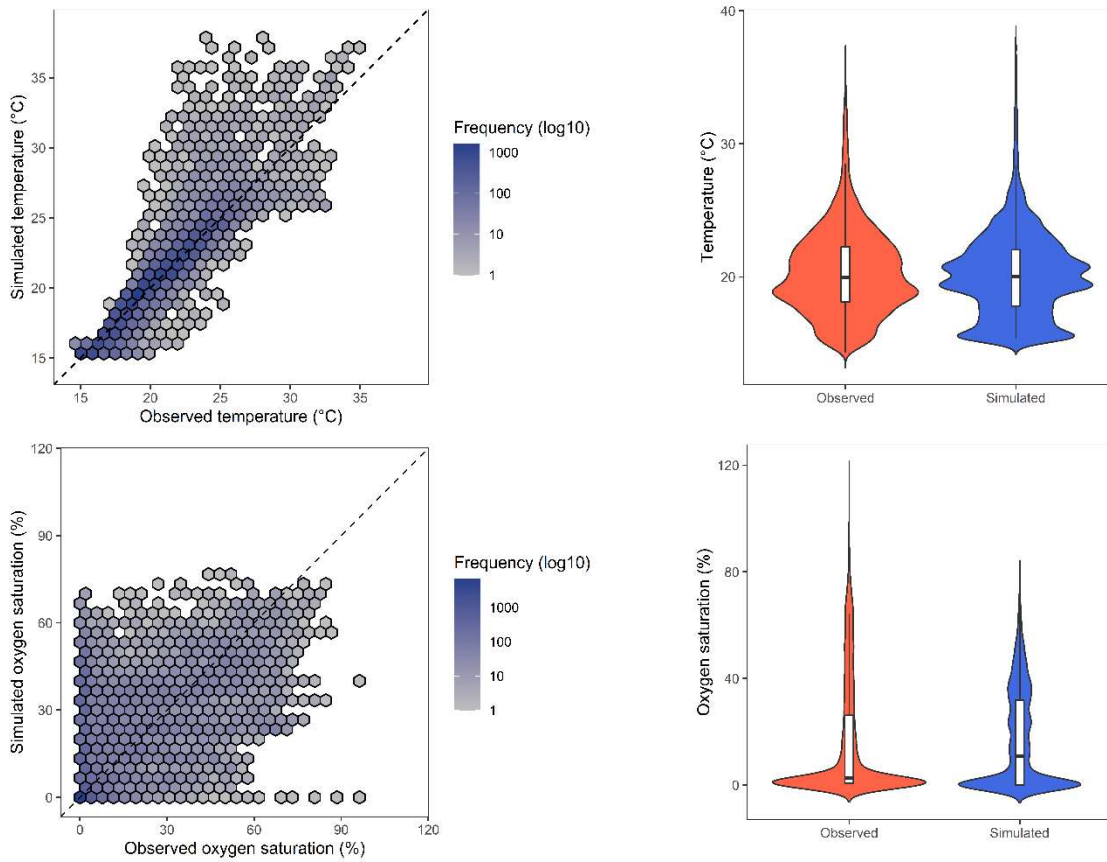 Simulated temperature (°C)
35
30
25
20
15
15 20 25 30 35
Observed temperature (°C)
Frequency (log10)
1000
100
10
1
Temperature (°C)
40
30
20
Observed Simulated
Simulated oxygen saturation (%)
120
90
60
30
0
0 30 60 90 120
Observed oxygen saturation (%)
Frequency (log10)
1000
100
10
1
Oxygen saturation (%)
120
80
40
0
Observed Simulated